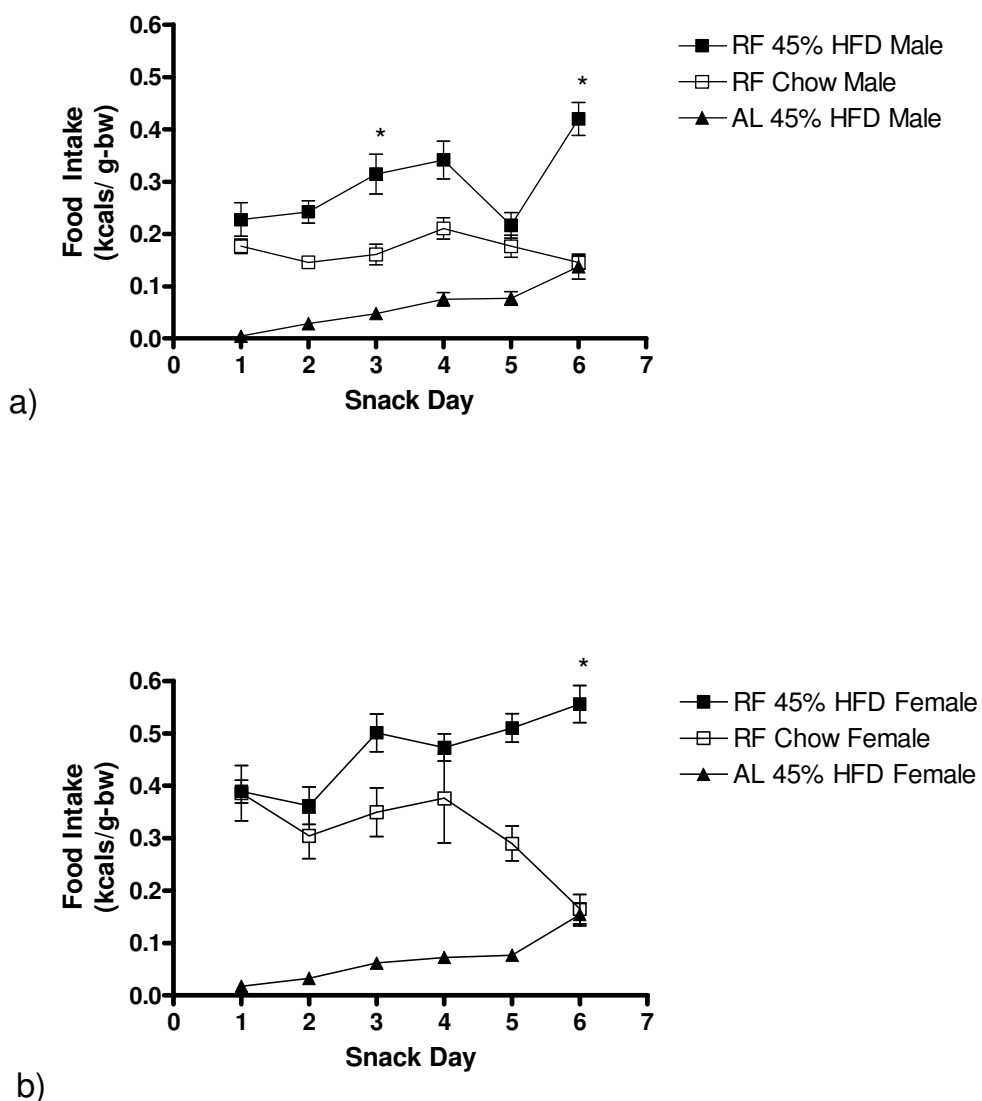 0.6
0.5
0.4
0.3
0.2
0.1
0.0
Food Intake
(kcals/ g-bw)
*
*
0 1 2 3 4 5 6 7
Snack Day
RF 45% HFD Male
RF Chow Male
AL 45% HFD Male
a)
0.6
0.5
0.4
0.3
0.2
0.1
0.0
Food Intake
(kcals/g-bw)
*
0 1 2 3 4 5 6 7
Snack Day
RF 45% HFD Female
RF Chow Female
AL 45% HFD Female
b)